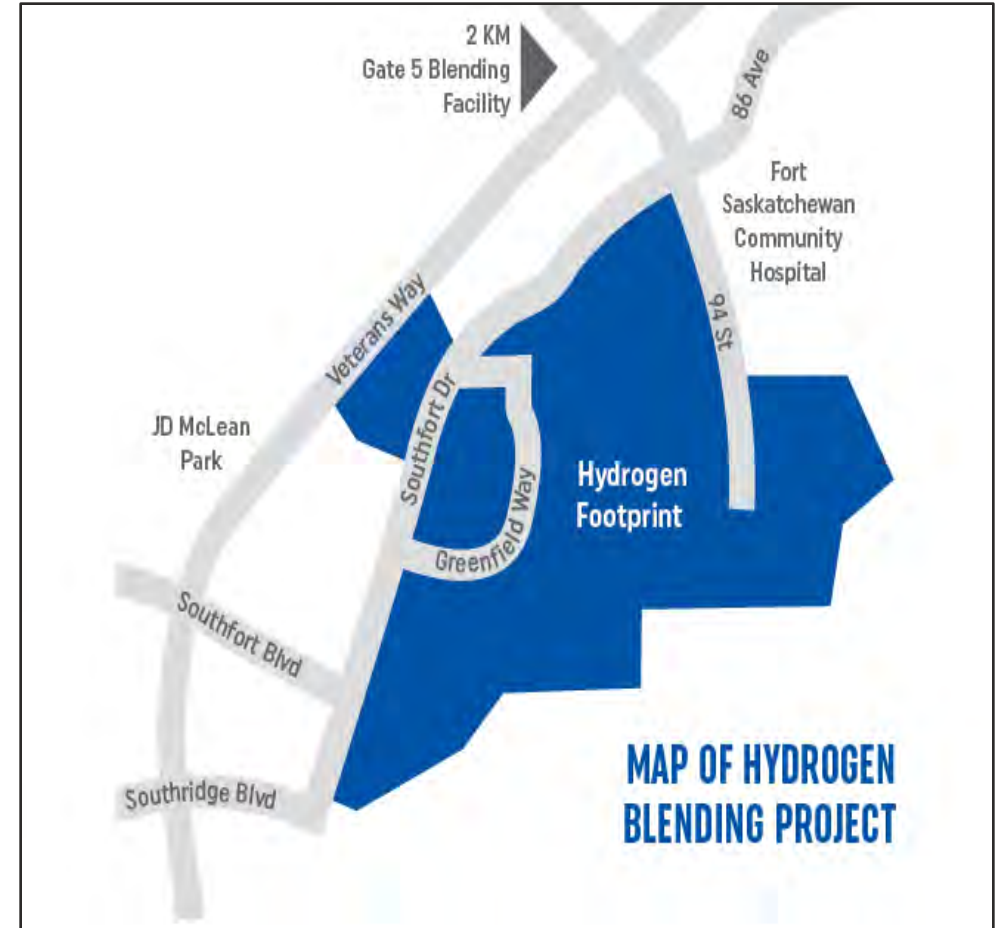 2 KM
Gate 5 Blending
Facility
86 Ave
Fort
Saskatchewan
Community
Hospital
Veterans Way
94 St
Southfort Dr
JD McLean
Park
Hydrogen
Footprint
Greenfield Way
Southfort Blvd
Southridge Blvd
MAP OF HYDROGEN
BLENDING PROJECT